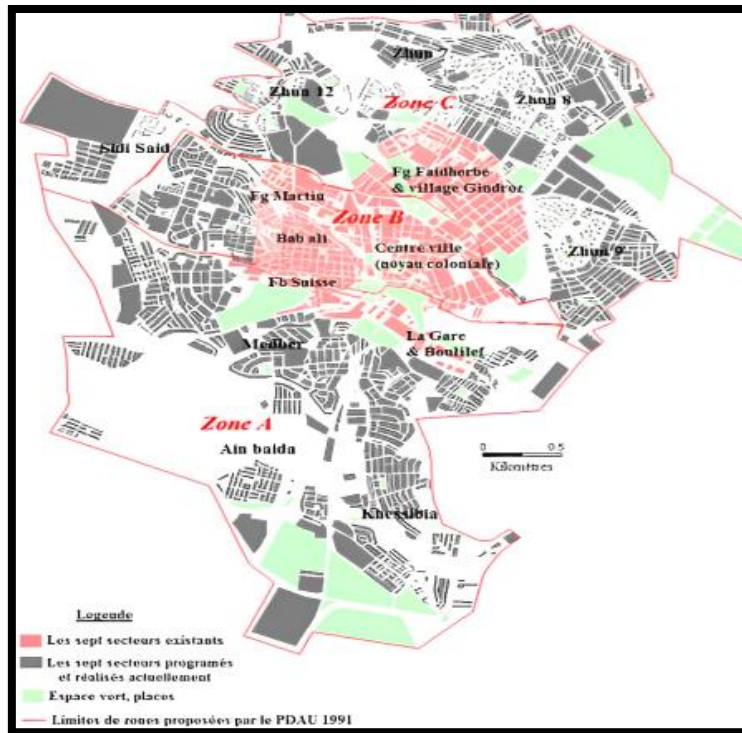 Zhun 7
Zhun 12
Zone C
Zhun 8
Sidi Said
Fg Faidherbe
& village Gindroz
Fg Martin
Zone B
Bab ali
Centre ville
(noyau coloniale)
Zhun 9
Fb Suisse
La Gare
& Boulilef
Medber
Zone A
Ain baida
0 0.5
Kilomètres
Khessibia
Legende
Les sept secteurs existants
Les sept secteurs programés
et réalisés actuellement
Espace vert, places
Limites de zones proposées par le PDAU 1991